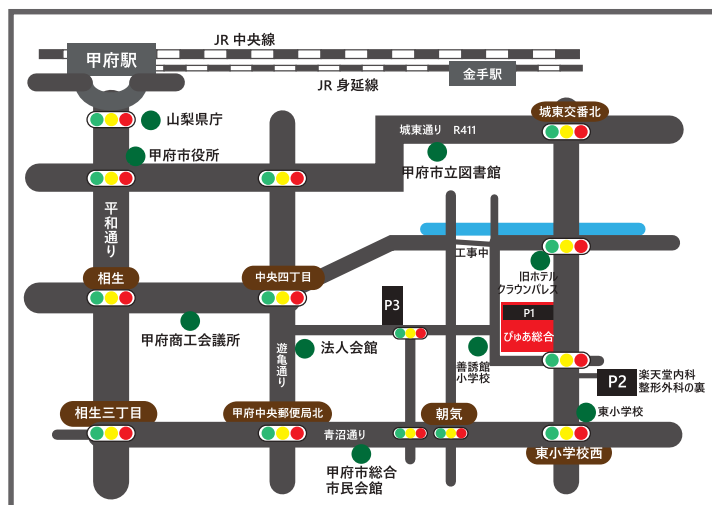 JR 中央線
甲府駅
JR 身延線
金手駅
山梨県庁
城東交番北
城東通り R411
甲府市役所
甲府市立図書館
平和通り
工事中
相生
中央四丁目
旧ホテル
クラウンパレス
P3
P1
ぴゅあ総合
甲府商工会議所
遊亀通り
法人会館
善誘館
小学校
P2
楽天堂内科
整形外科の裏
相生三丁目
甲府中央郵便局北
朝気
東小学校
青沼通り
東小学校西
甲府市総合
市民会館